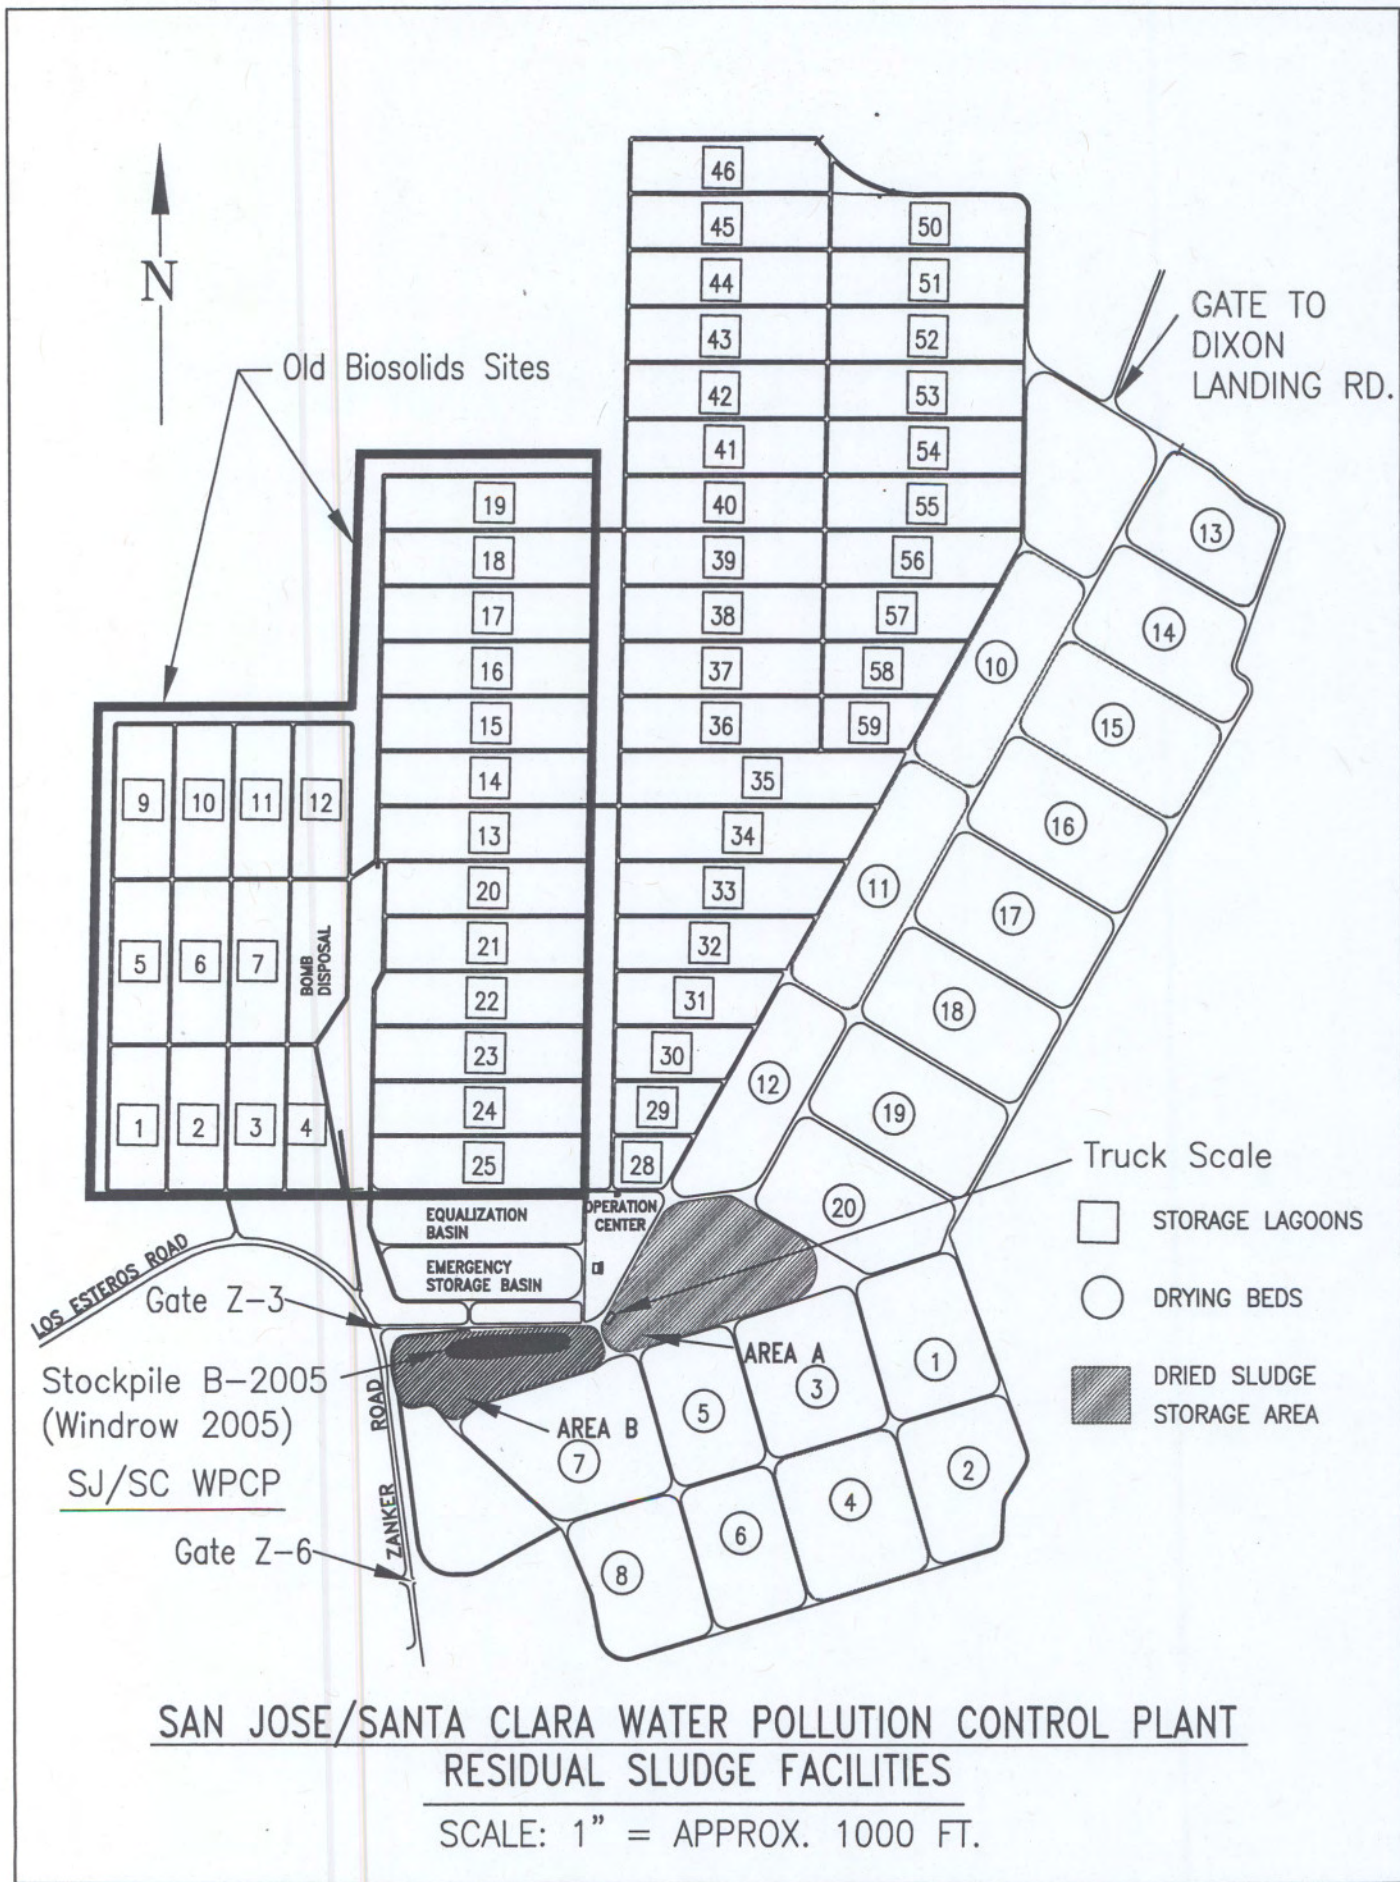 46
45
50
N
44
51
GATE TO
DIXON
LANDING RD.
43
52
Old Biosolids Sites
42
53
41
54
19
40
55
13
18
39
56
17
38
57
14
16
37
58
10
15
36
59
15
14
35
9
10
11
12
13
34
16
20
33
11
17
5
6
7
BOMB
DISPOSAL
21
32
22
31
18
23
30
12
1
2
3
4
24
29
19
25
28
Truck Scale
EQUALIZATION
BASIN
OPERATION
CENTER
20
STORAGE LAGOONS
LOS ESTEROS ROAD
EMERGENCY
STORAGE BASIN
Gate Z-3
DRYING BEDS
Stockpile B-2005
(Windrow 2005)
AREA A
3
1
DRIED SLUDGE
STORAGE AREA
ZANKER ROAD
AREA B
7
5
SJ/SC WPCP
2
4
6
Gate Z-6
8
SAN JOSE/SANTA CLARA WATER POLLUTION CONTROL PLANT
RESIDUAL SLUDGE FACILITIES
SCALE: 1" = APPROX. 1000 FT.